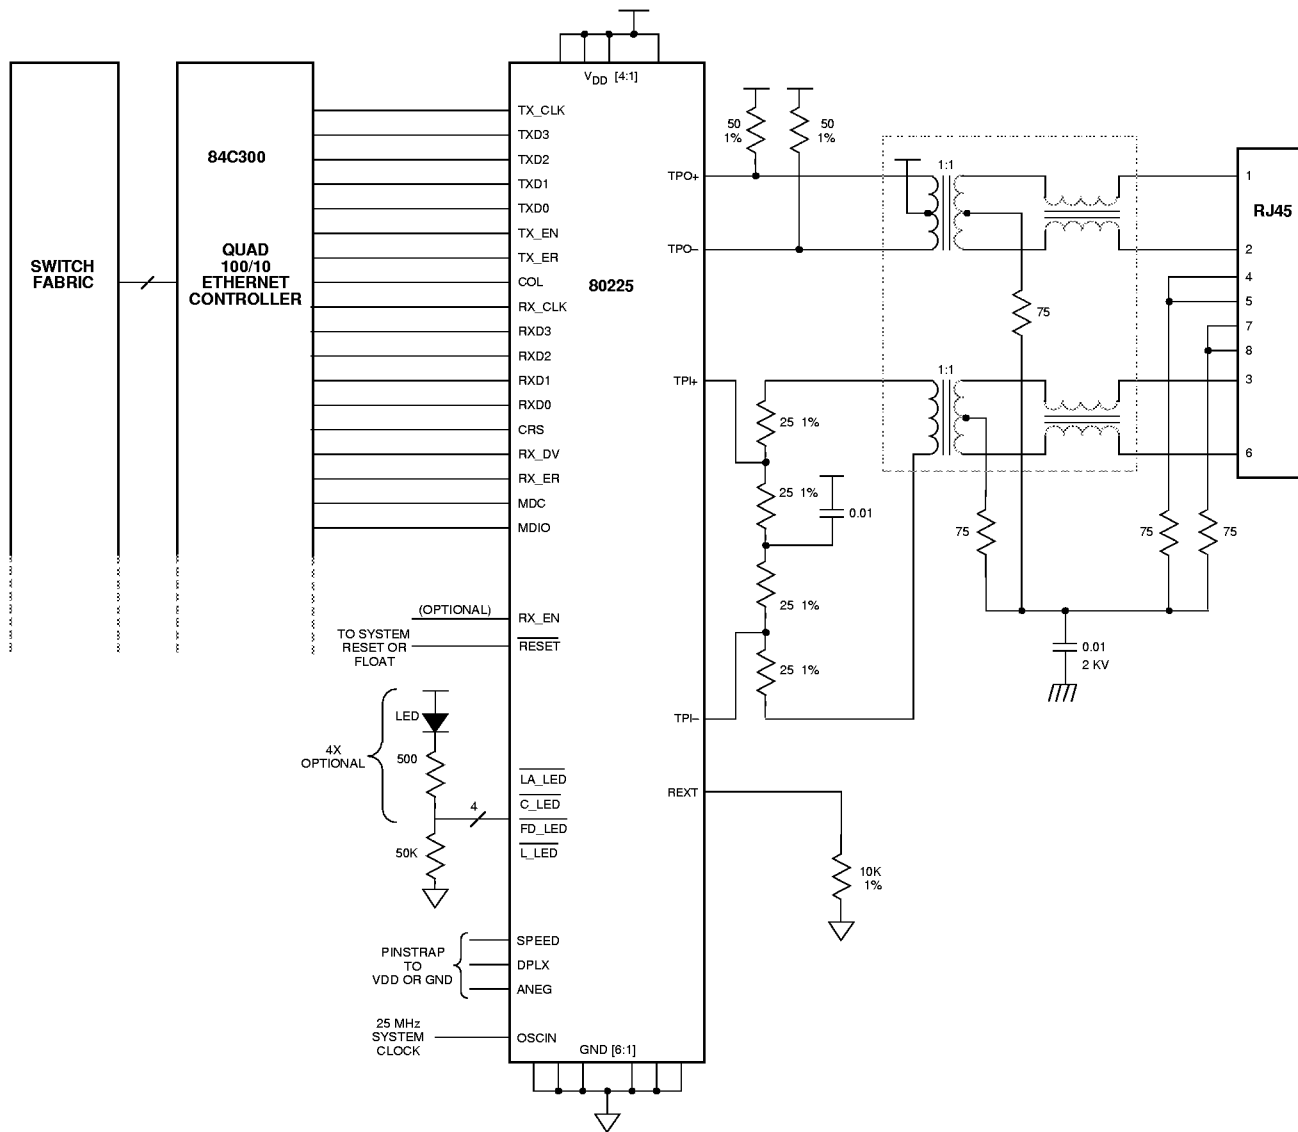 SWITCH
FABRIC
84C300
QUAD
100/10
ETHERNET
CONTROLLER
VDD [4:1]
TX_CLK
TXD3
TXD2
TXD1
TXD0
TX_EN
TX_ER
COL
RX_CLK
RXD3
RXD2
RXD1
RXD0
CRS
RX_DV
RX_ER
MDC
MDIO
(OPTIONAL)
RX_EN
TO SYSTEM
RESET OR
FLOAT
RESET
LED
4X
OPTIONAL
500
50K
4
LA_LED
C_LED
FD_LED
L_LED
PINSTRAP
TO
VDD OR GND
SPEED
DPLX
ANEG
25 MHz
SYSTEM
CLOCK
OSCIN
GND [6:1]
80225
TPO+
TPO–
TPI+
TPI–
REXT
50
1%
50
1%
1:1
75
1:1
25 1%
25 1%
0.01
25 1%
25 1%
75
75
75
0.01
2 KV
10K
1%
RJ45
1
2
4
5
7
8
3
6